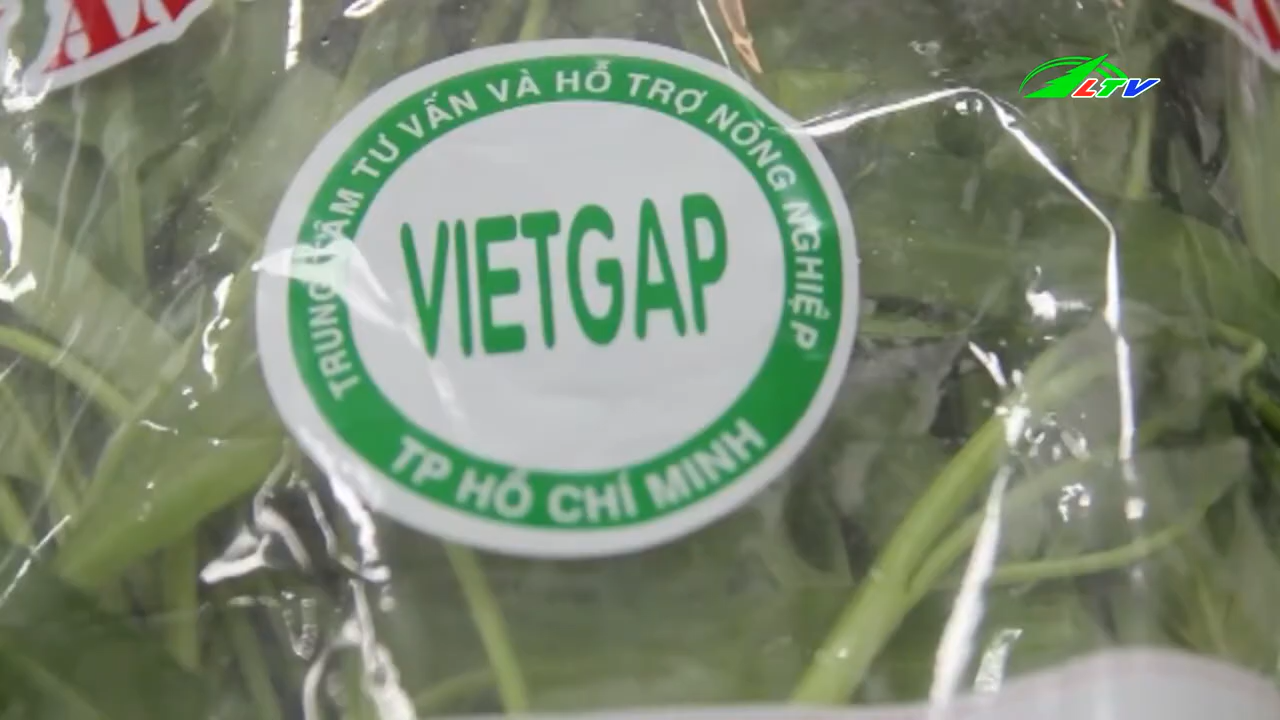 LTV
TRUNG TÂM TƯ VẤN VÀ HỖ TRỢ NÔNG NGHIỆP
VIETGAP
TP HỒ CHÍ MINH